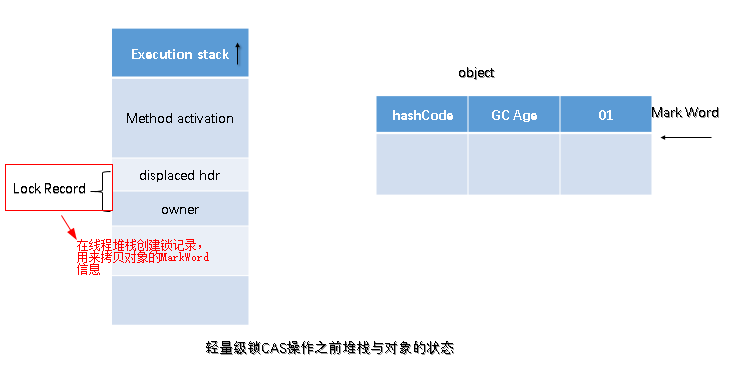 Execution stack
object
hashCode
GC Age
01
Mark Word
Method activation
displaced hdr
Lock Record
owner
在线程堆栈创建锁记录，
用来拷贝对象的MarkWord
信息
轻量级锁CAS操作之前堆栈与对象的状态